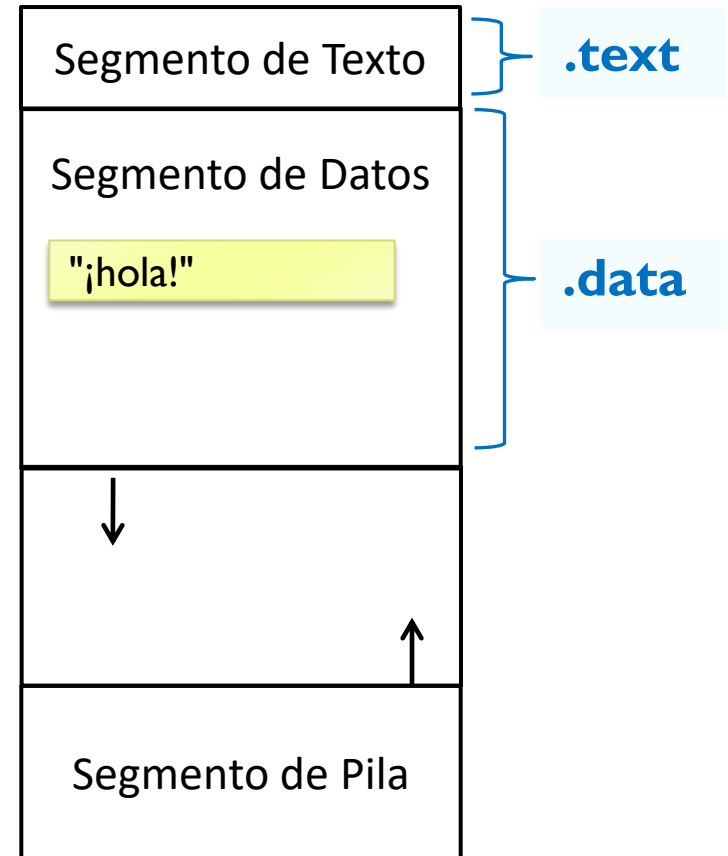 Segmento de Texto
.text
Segmento de Datos
"¡hola!"
.data
Segmento de Pila